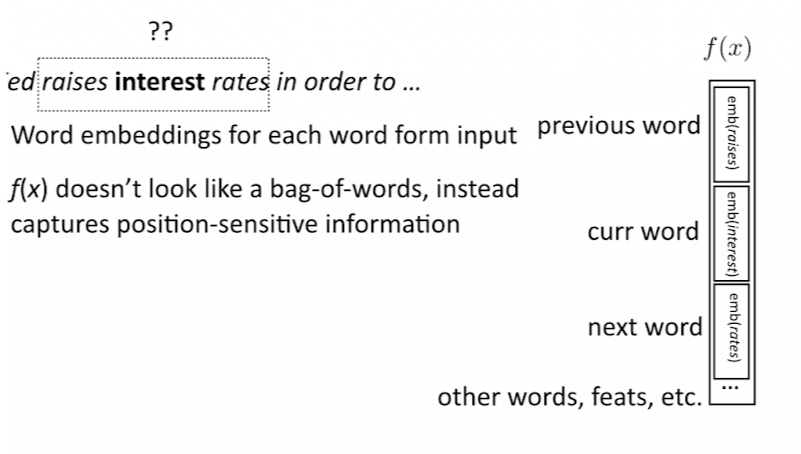 ??
ed raises interest rates in order to ...
Word embeddings for each word form input
f(x) doesn't look like a bag-of-words, instead
captures position-sensitive information
f(x)
previous word
emb(raises)
curr word
emb(interest)
next word
emb(rates)
other words, feats, etc.
...